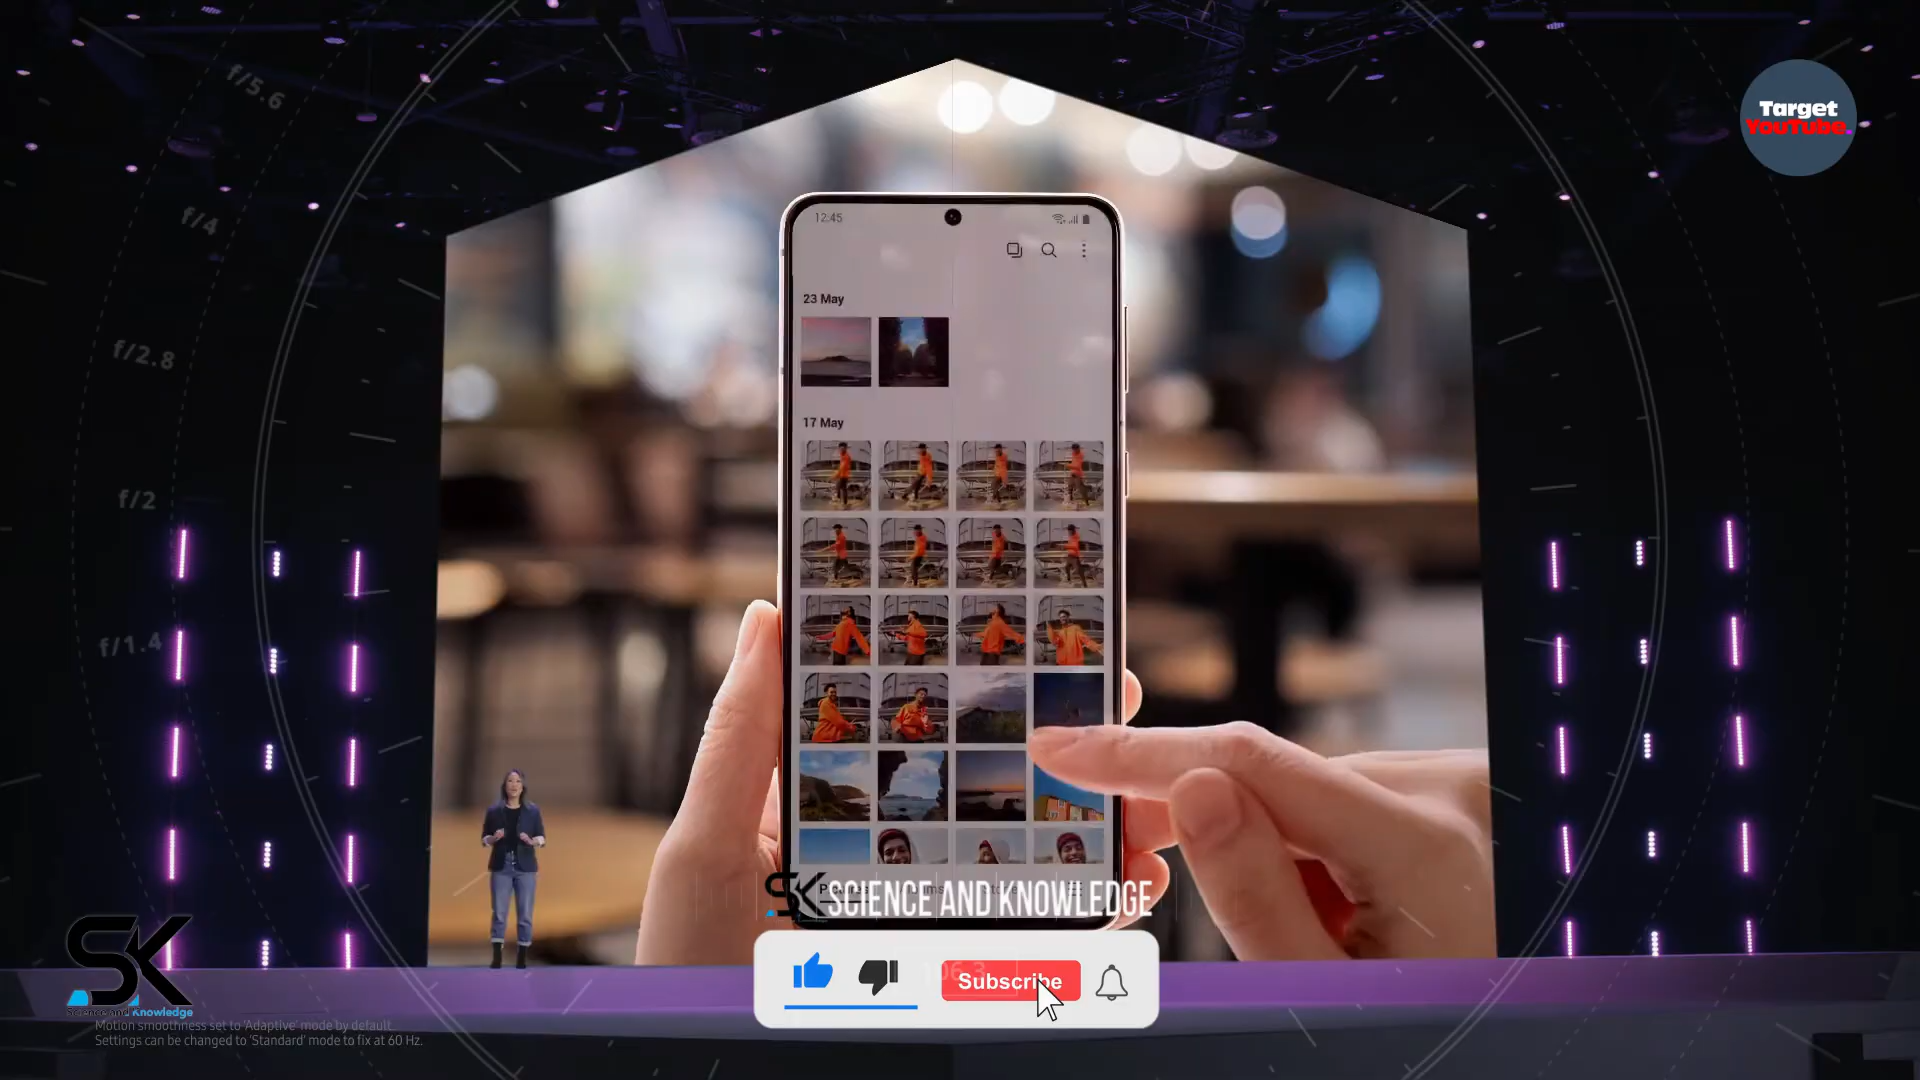 f/5.6
Target
YouTube.
f/4
12:45
23 May
f/2.8
17 May
f/2
f/1.4
Pictures
SK SCIENCE AND KNOWLEDGE
Subscribe
SK
Science and Knowledge
Motion smoothness set to 'Adaptive' mode by default
Settings can be changed to 'Standard' mode to fix at 60 Hz.